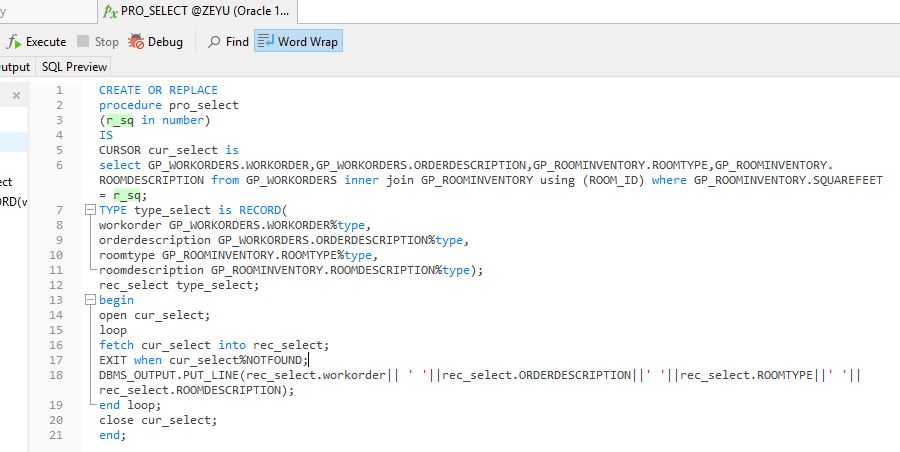 y
PRO_SELECT @ZEYU (Oracle 1...
Execute Stop Debug Find Word Wrap
utput SQL Preview
1 CREATE OR REPLACE
2 procedure pro_select
3 (r_sq in number)
4 IS
5 CURSOR cur_select is
6 select GP_WORKORDERS.WORKORDER,GP_WORKORDERS.ORDERDESCRIPTION,GP_ROOMINVENTORY.ROOMTYPE,GP_ROOMINVENTORY.
ROOMDESCRIPTION from GP_WORKORDERS inner join GP_ROOMINVENTORY using (ROOM_ID) where GP_ROOMINVENTORY.SQUAREFEET
= r_sq;
7 TYPE type_select is RECORD(
8 workorder GP_WORKORDERS.WORKORDER%type,
9 orderdescription GP_WORKORDERS.ORDERDESCRIPTION%type,
10 roomtype GP_ROOMINVENTORY.ROOMTYPE%type,
11 roomdescription GP_ROOMINVENTORY.ROOMDESCRIPTION%type);
12 rec_select type_select;
13 begin
14 open cur_select;
15 loop
16 fetch cur_select into rec_select;
17 EXIT when cur_select%NOTFOUND;
18 DBMS_OUTPUT.PUT_LINE(rec_select.workorder|| ' '||rec_select.ORDERDESCRIPTION||' '||rec_select.ROOMTYPE||' '||
rec_select.ROOMDESCRIPTION);
19 end loop;
20 close cur_select;
21 end;
ect
RD(v